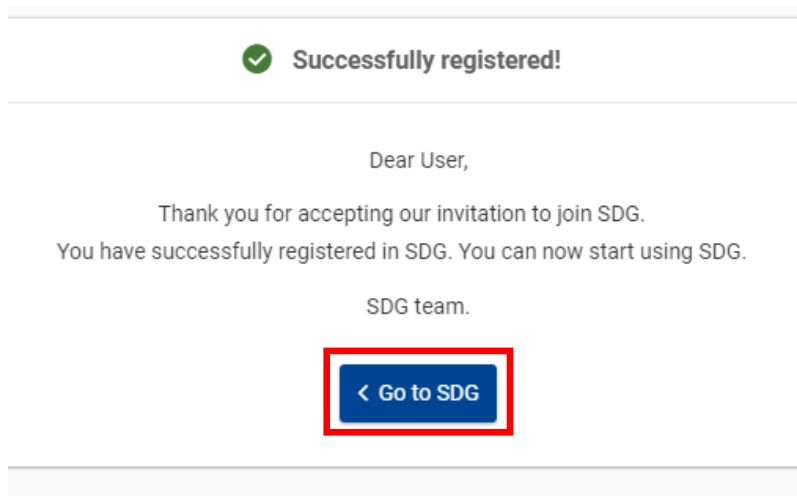 Successfully registered!
Dear User,
Thank you for accepting our invitation to join SDG.
You have successfully registered in SDG. You can now start using SDG.
SDG team.
Go to SDG